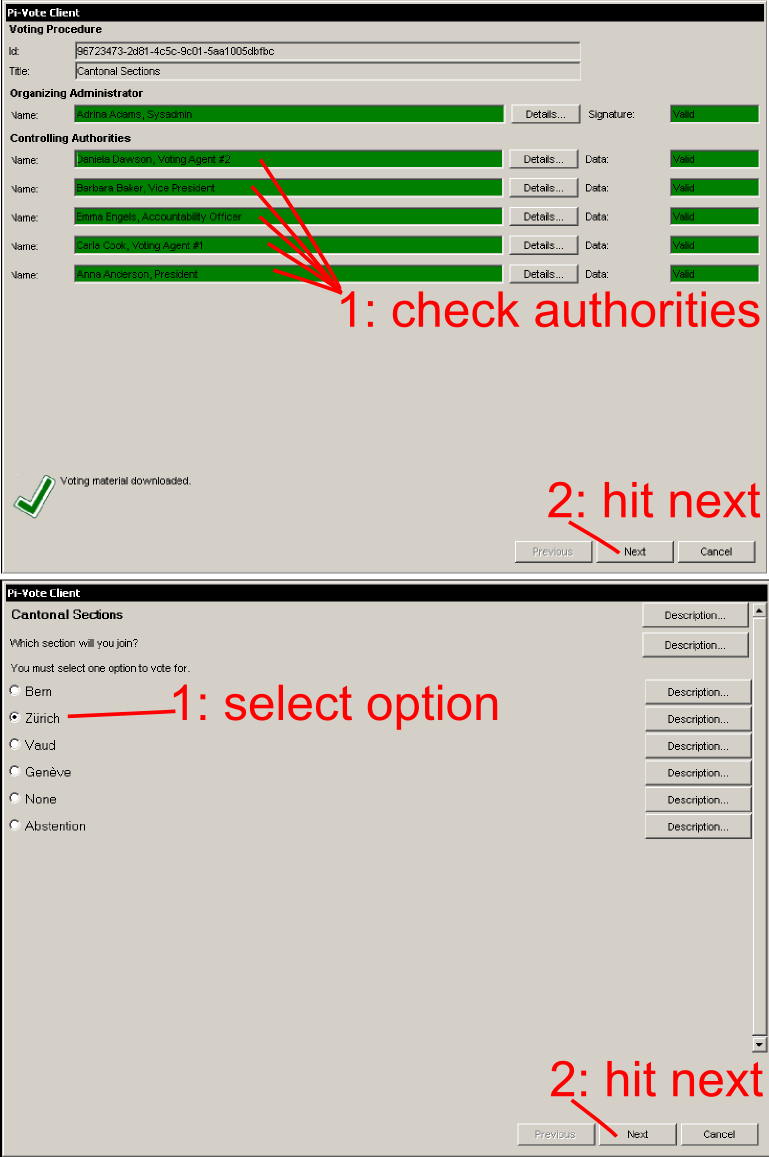 Pi-Vote Client
Voting Procedure
Id: 96723473-2d81-4c5c-9c01-5aa1005dbfbc
Title: Cantonal Sections
Organizing Administrator
Name: Adrina Adams, Sysadmin Details... Signature: Valid
Controlling Authorities
Name: Daniela Dawson, Voting Agent #2 Details... Data: Valid
Name: Barbara Baker, Vice President Details... Data: Valid
Name: Emma Engels, Accountability Officer Details... Data: Valid
Name: Carla Cook, Voting Agent #1 Details... Data: Valid
Name: Anna Anderson, President Details... Data: Valid
1: check authorities
Voting material downloaded.
2: hit next
Previous Next Cancel
Pi-Vote Client
Cantonal Sections Description...
Which section will you join? Description...
You must select one option to vote for.
Bern Description...
1: select option
Zürich Description...
Vaud Description...
Genève Description...
None Description...
Abstention Description...
2: hit next
Previous Next Cancel